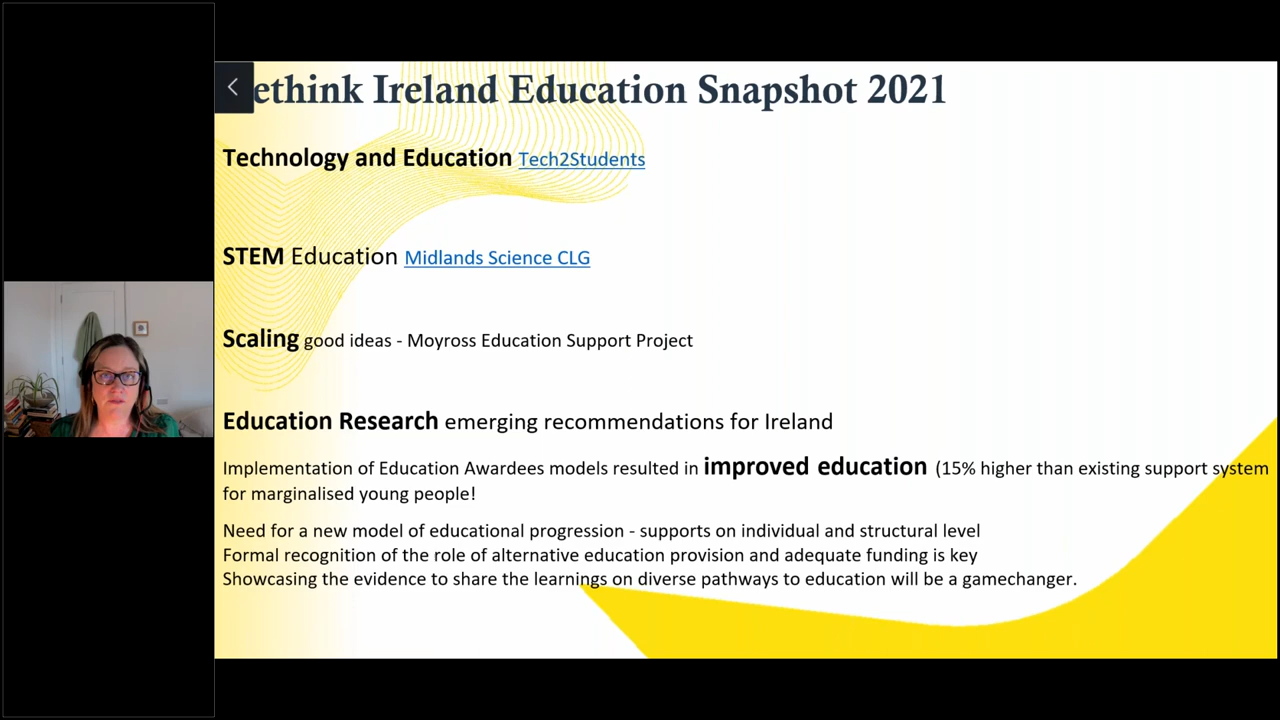 ethink Ireland Education Snapshot 2021
Technology and Education Tech2Students
STEM Education Midlands Science CLG
Scaling good ideas - Moyross Education Support Project
Education Research emerging recommendations for Ireland
Implementation of Education Awardees models resulted in improved education (15% higher than existing support system
for marginalised young people!
Need for a new model of educational progression - supports on individual and structural level
Formal recognition of the role of alternative education provision and adequate funding is key
Showcasing the evidence to share the learnings on diverse pathways to education will be a gamechanger.